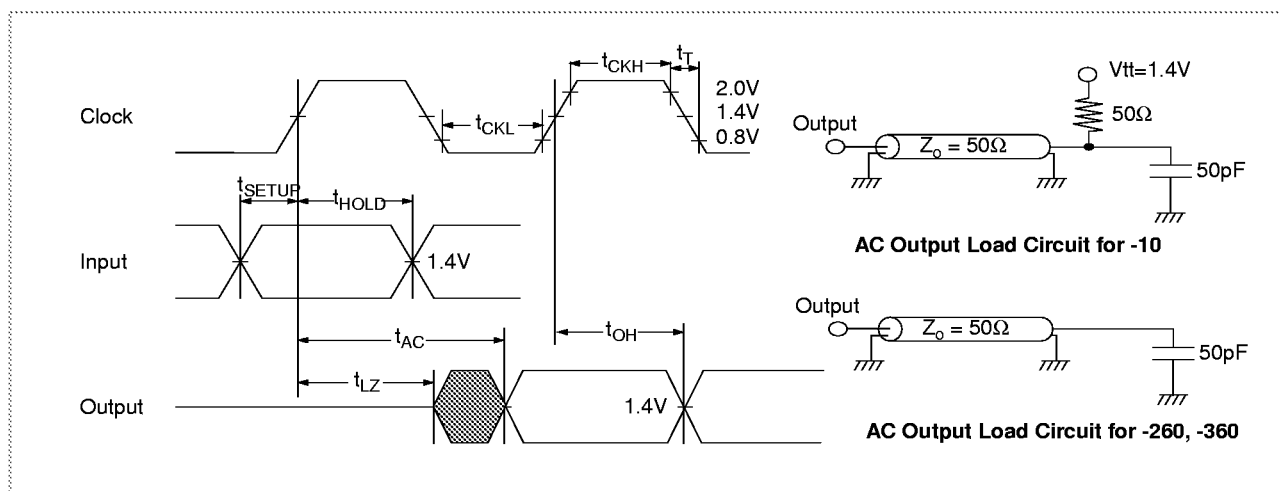 Clock
tCKH
tT
tCKL
2.0V
1.4V
0.8V
tSETUP
tHOLD
Input
1.4V
tAC
tOH
tLZ
Output
1.4V
Vtt=1.4V
50Ω
Output
Zo = 50Ω
50pF
AC Output Load Circuit for -10
Output
Zo = 50Ω
50pF
AC Output Load Circuit for -260, -360